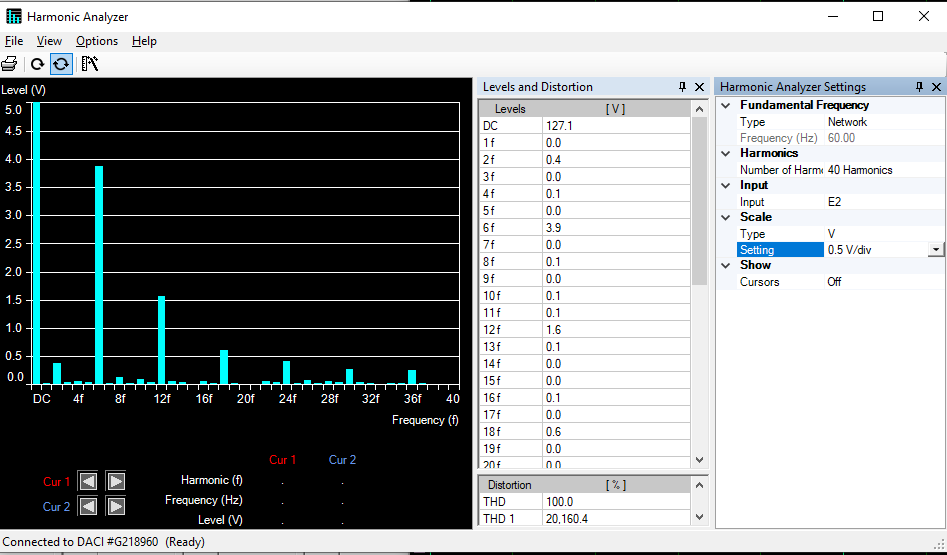 Harmonic Analyzer
File View Options Help
Level (V)
5.0
4.5
4.0
3.5
3.0
2.5
2.0
1.5
1.0
0.5
0.0
DC 4f 8f 12f 16f 20f 24f 28f 32f 36f 40
Frequency (f)
Cur 1 Cur 2
Cur 1 Harmonic (f) . .
Cur 2 Frequency (Hz) . .
Level (V) . .
Levels and Distortion
Levels [ V ]
DC 127.1
1 f 0.0
2 f 0.4
3 f 0.0
4 f 0.1
5 f 0.0
6 f 3.9
7 f 0.0
8 f 0.1
9 f 0.0
10 f 0.1
11 f 0.1
12 f 1.6
13 f 0.1
14 f 0.0
15 f 0.0
16 f 0.1
17 f 0.0
18 f 0.6
19 f 0.0
20 f 0.0
Distortion [ % ]
THD 100.0
THD 1 20,160.4
Harmonic Analyzer Settings
Fundamental Frequency
Type Network
Frequency (Hz) 60.00
Harmonics
Number of Harmo 40 Harmonics
Input
Input E2
Scale
Type V
Setting 0.5 V/div
Show
Cursors Off
Connected to DACI #G218960 (Ready)